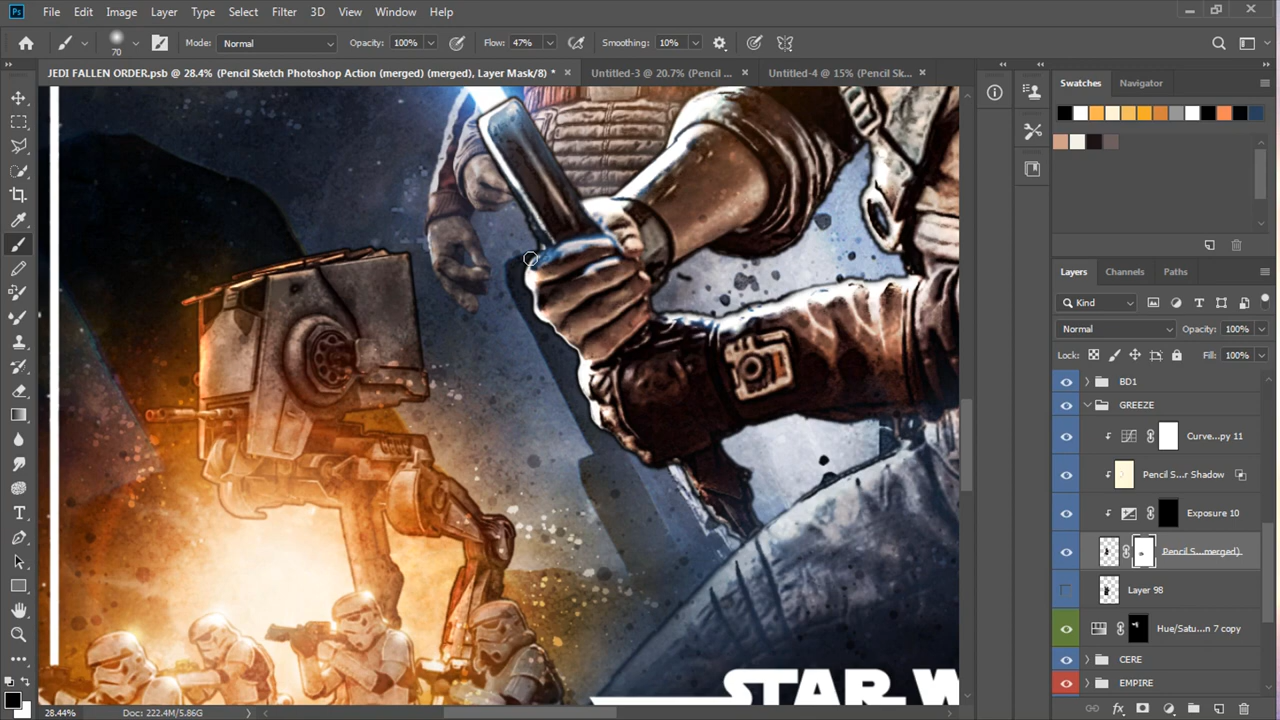 Ps File Edit Image Layer Type Select Filter 3D View Window Help
70 Mode: Normal Opacity: 100% Flow: 47% Smoothing: 10%
JEDI FALLEN ORDER.psb @ 28.4% (Pencil Sketch Photoshop Action (merged) (merged), Layer Mask/8) * × Untitled-3 @ 20.7% (Pencil ... × Untitled-4 @ 15% (Pencil Sk... ×
Swatches Navigator
Layers Channels Paths
Kind
Normal Opacity: 100%
Lock: Fill: 100%
BD1
GREEZE
Curve...py 11
Pencil S...r Shadow
Exposure 10
Pencil S...merged)
Layer 98
Hue/Satu...n 7 copy
CERE
EMPIRE
STAR W
28.44% Doc: 222.4M/5.86G